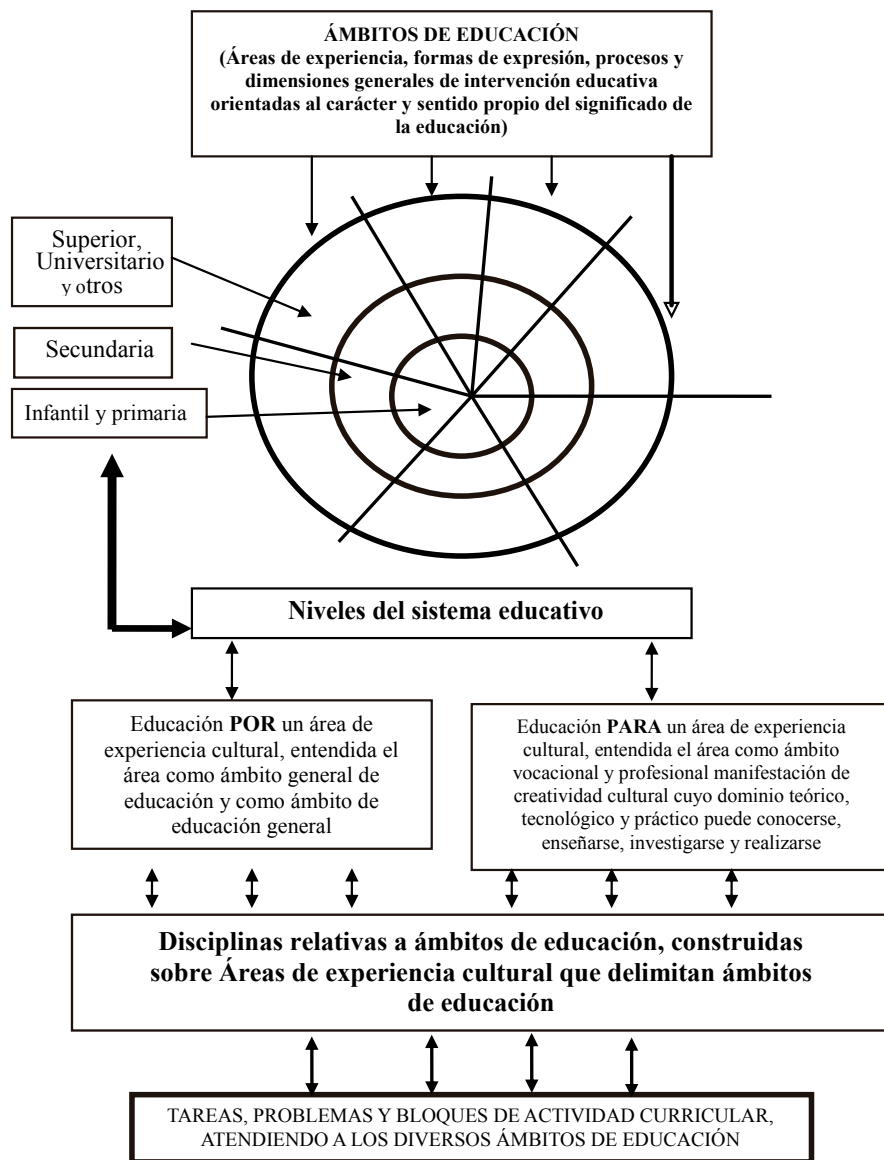 ÁMBITOS DE EDUCACIÓN
(Áreas de experiencia, formas de expresión, procesos y
dimensiones generales de intervención educativa
orientadas al carácter y sentido propio del significado de
la educación)
Superior,
Universitario
y otros
Secundaria
Infantil y primaria
Niveles del sistema educativo
Educación POR un área de
experiencia cultural, entendida el
área como ámbito general de
educación y como ámbito de
educación general
Educación PARA un área de experiencia
cultural, entendida el área como ámbito
vocacional y profesional manifestación de
creatividad cultural cuyo dominio teórico,
tecnológico y práctico puede conocerse,
enseñarse, investigarse y realizarse
Disciplinas relativas a ámbitos de educación, construidas
sobre Áreas de experiencia cultural que delimitan ámbitos
de educación
TAREAS, PROBLEMAS Y BLOQUES DE ACTIVIDAD CURRICULAR,
ATENDIENDO A LOS DIVERSOS ÁMBITOS DE EDUCACIÓN